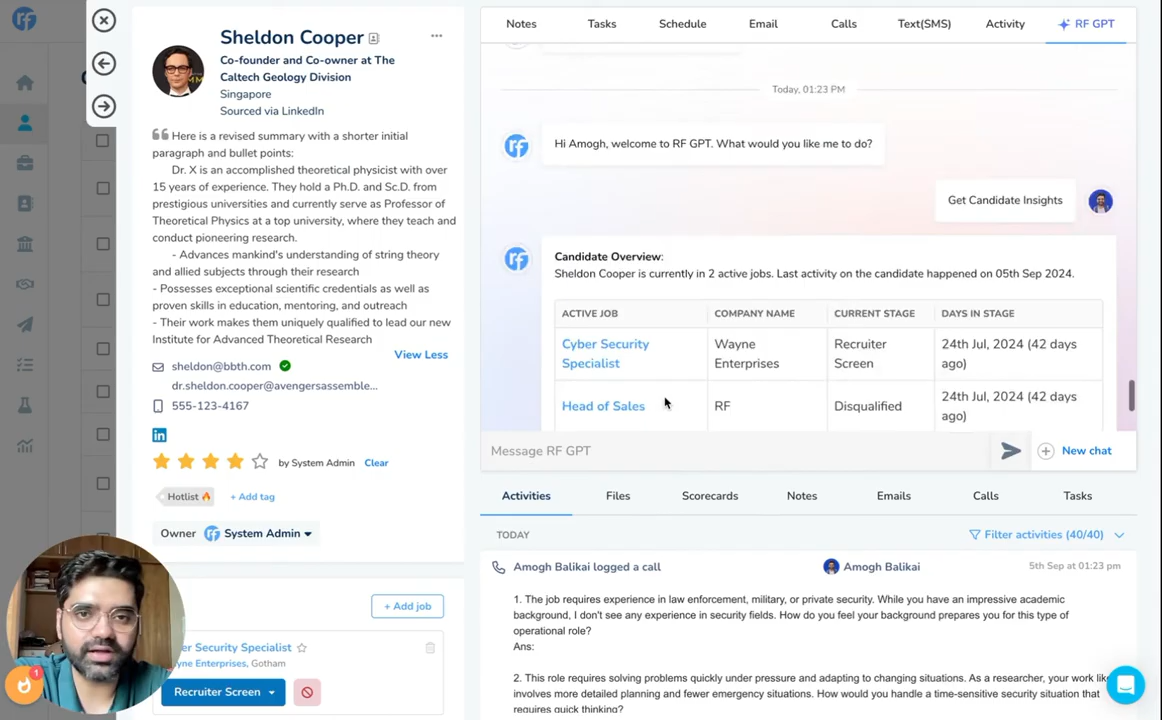 Sheldon Cooper
Co-founder and Co-owner at The
Caltech Geology Division
Singapore
Sourced via LinkedIn
Here is a revised summary with a shorter initial
paragraph and bullet points:
Dr. X is an accomplished theoretical physicist with over
15 years of experience. They hold a Ph.D. and Sc.D. from
prestigious universities and currently serve as Professor of
Theoretical Physics at a top university, where they teach and
conduct pioneering research.
- Advances mankind's understanding of string theory
and allied subjects through their research
- Possesses exceptional scientific credentials as well as
proven skills in education, mentoring, and outreach
- Their work makes them uniquely qualified to lead our new
Institute for Advanced Theoretical Research
View Less
sheldon@bbth.com
dr.sheldon.cooper@avengersassemble...
555-123-4167
in
by System Admin Clear
Hotlist
+ Add tag
Owner System Admin
+ Add job
er Security Specialist
yne Enterprises, Gotham
Recruiter Screen
1
Notes Tasks Schedule Email Calls Text(SMS) Activity RF GPT
Today, 01:23 PM
Hi Amogh, welcome to RF GPT. What would you like me to do?
Get Candidate Insights
Candidate Overview:
Sheldon Cooper is currently in 2 active jobs. Last activity on the candidate happened on 05th Sep 2024.
ACTIVE JOB COMPANY NAME CURRENT STAGE DAYS IN STAGE
Cyber Security Specialist Wayne Enterprises Recruiter Screen 24th Jul, 2024 (42 days ago)
Head of Sales RF Disqualified 24th Jul, 2024 (42 days ago)
Message RF GPT
New chat
Activities Files Scorecards Notes Emails Calls Tasks
TODAY
Filter activities (40/40)
Amogh Balikai logged a call
Amogh Balikai
5th Sep at 01:23 pm
1. The job requires experience in law enforcement, military, or private security. While you have an impressive academic
background, I don't see any experience in security fields. How do you feel your background prepares you for this type of
operational role?
Ans:
2. This role requires solving problems quickly under pressure and adapting to changing situations. As a researcher, your work
involves more detailed planning and fewer emergency situations. How would you handle a time-sensitive security situation that
requires quick thinking?